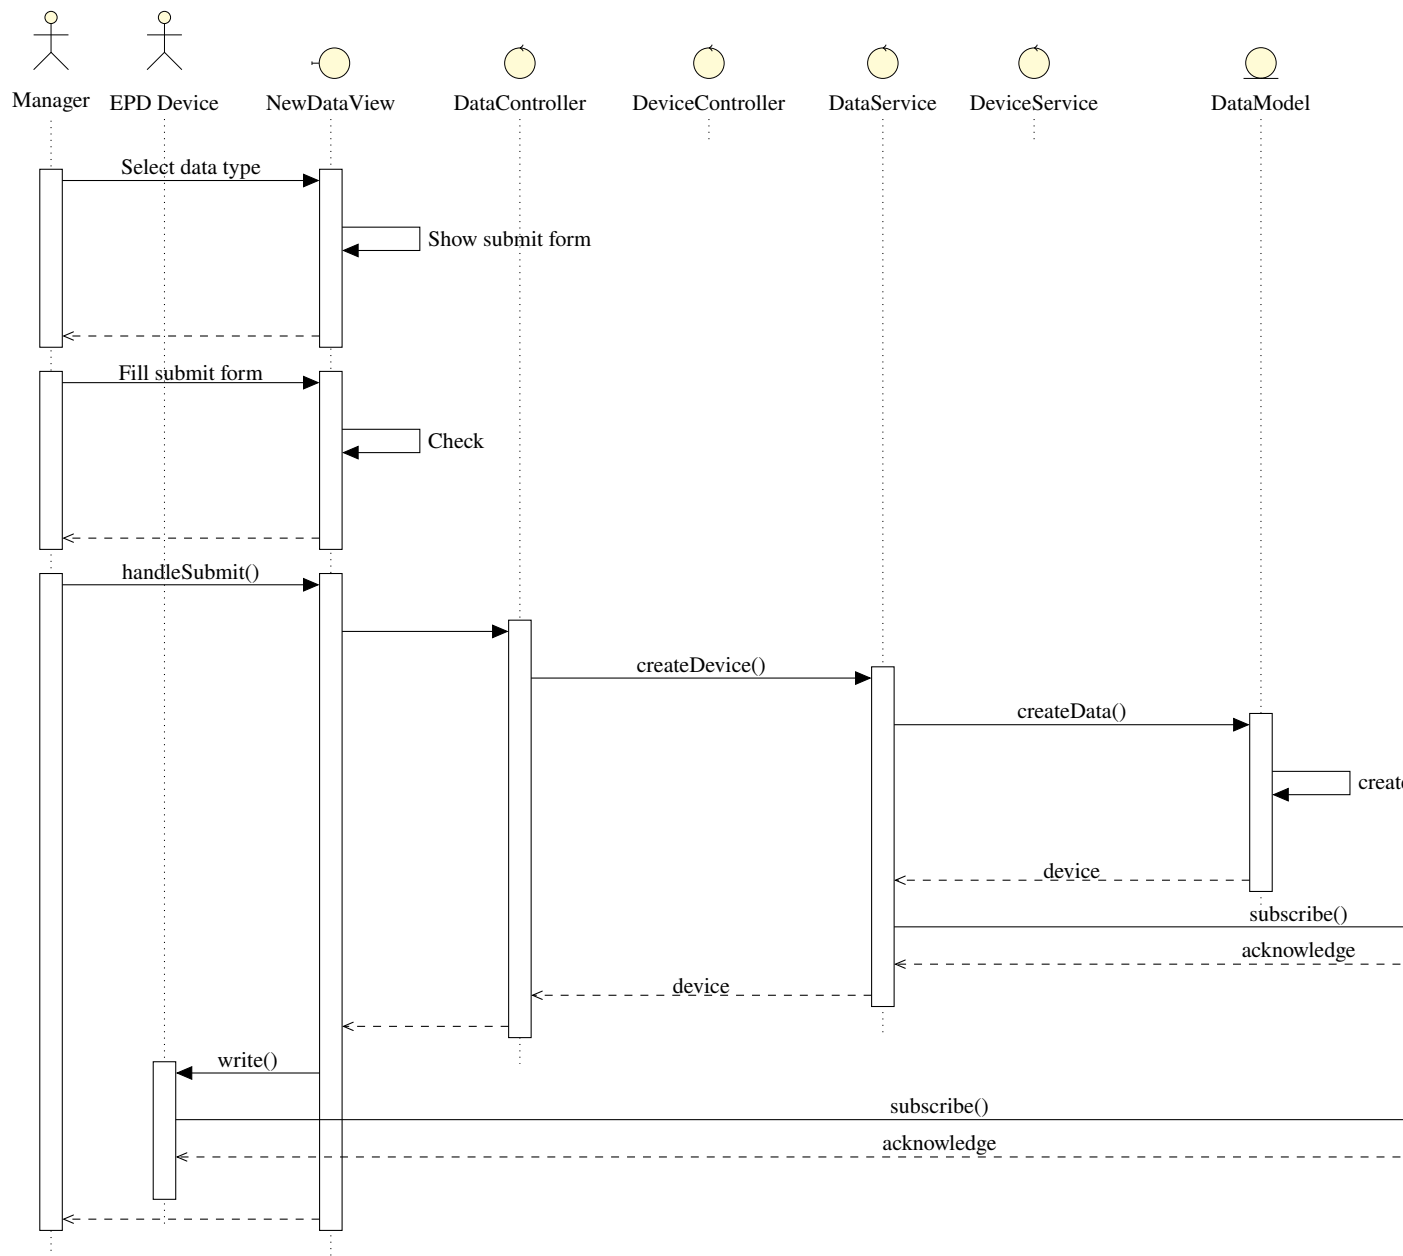 Manager
EPD Device
NewDataView
DataController
DeviceController
DataService
DeviceService
DataModel
Select data type
Show submit form
Fill submit form
Check
handleSubmit()
createDevice()
createData()
create
device
subscribe()
acknowledge
device
write()
subscribe()
acknowledge